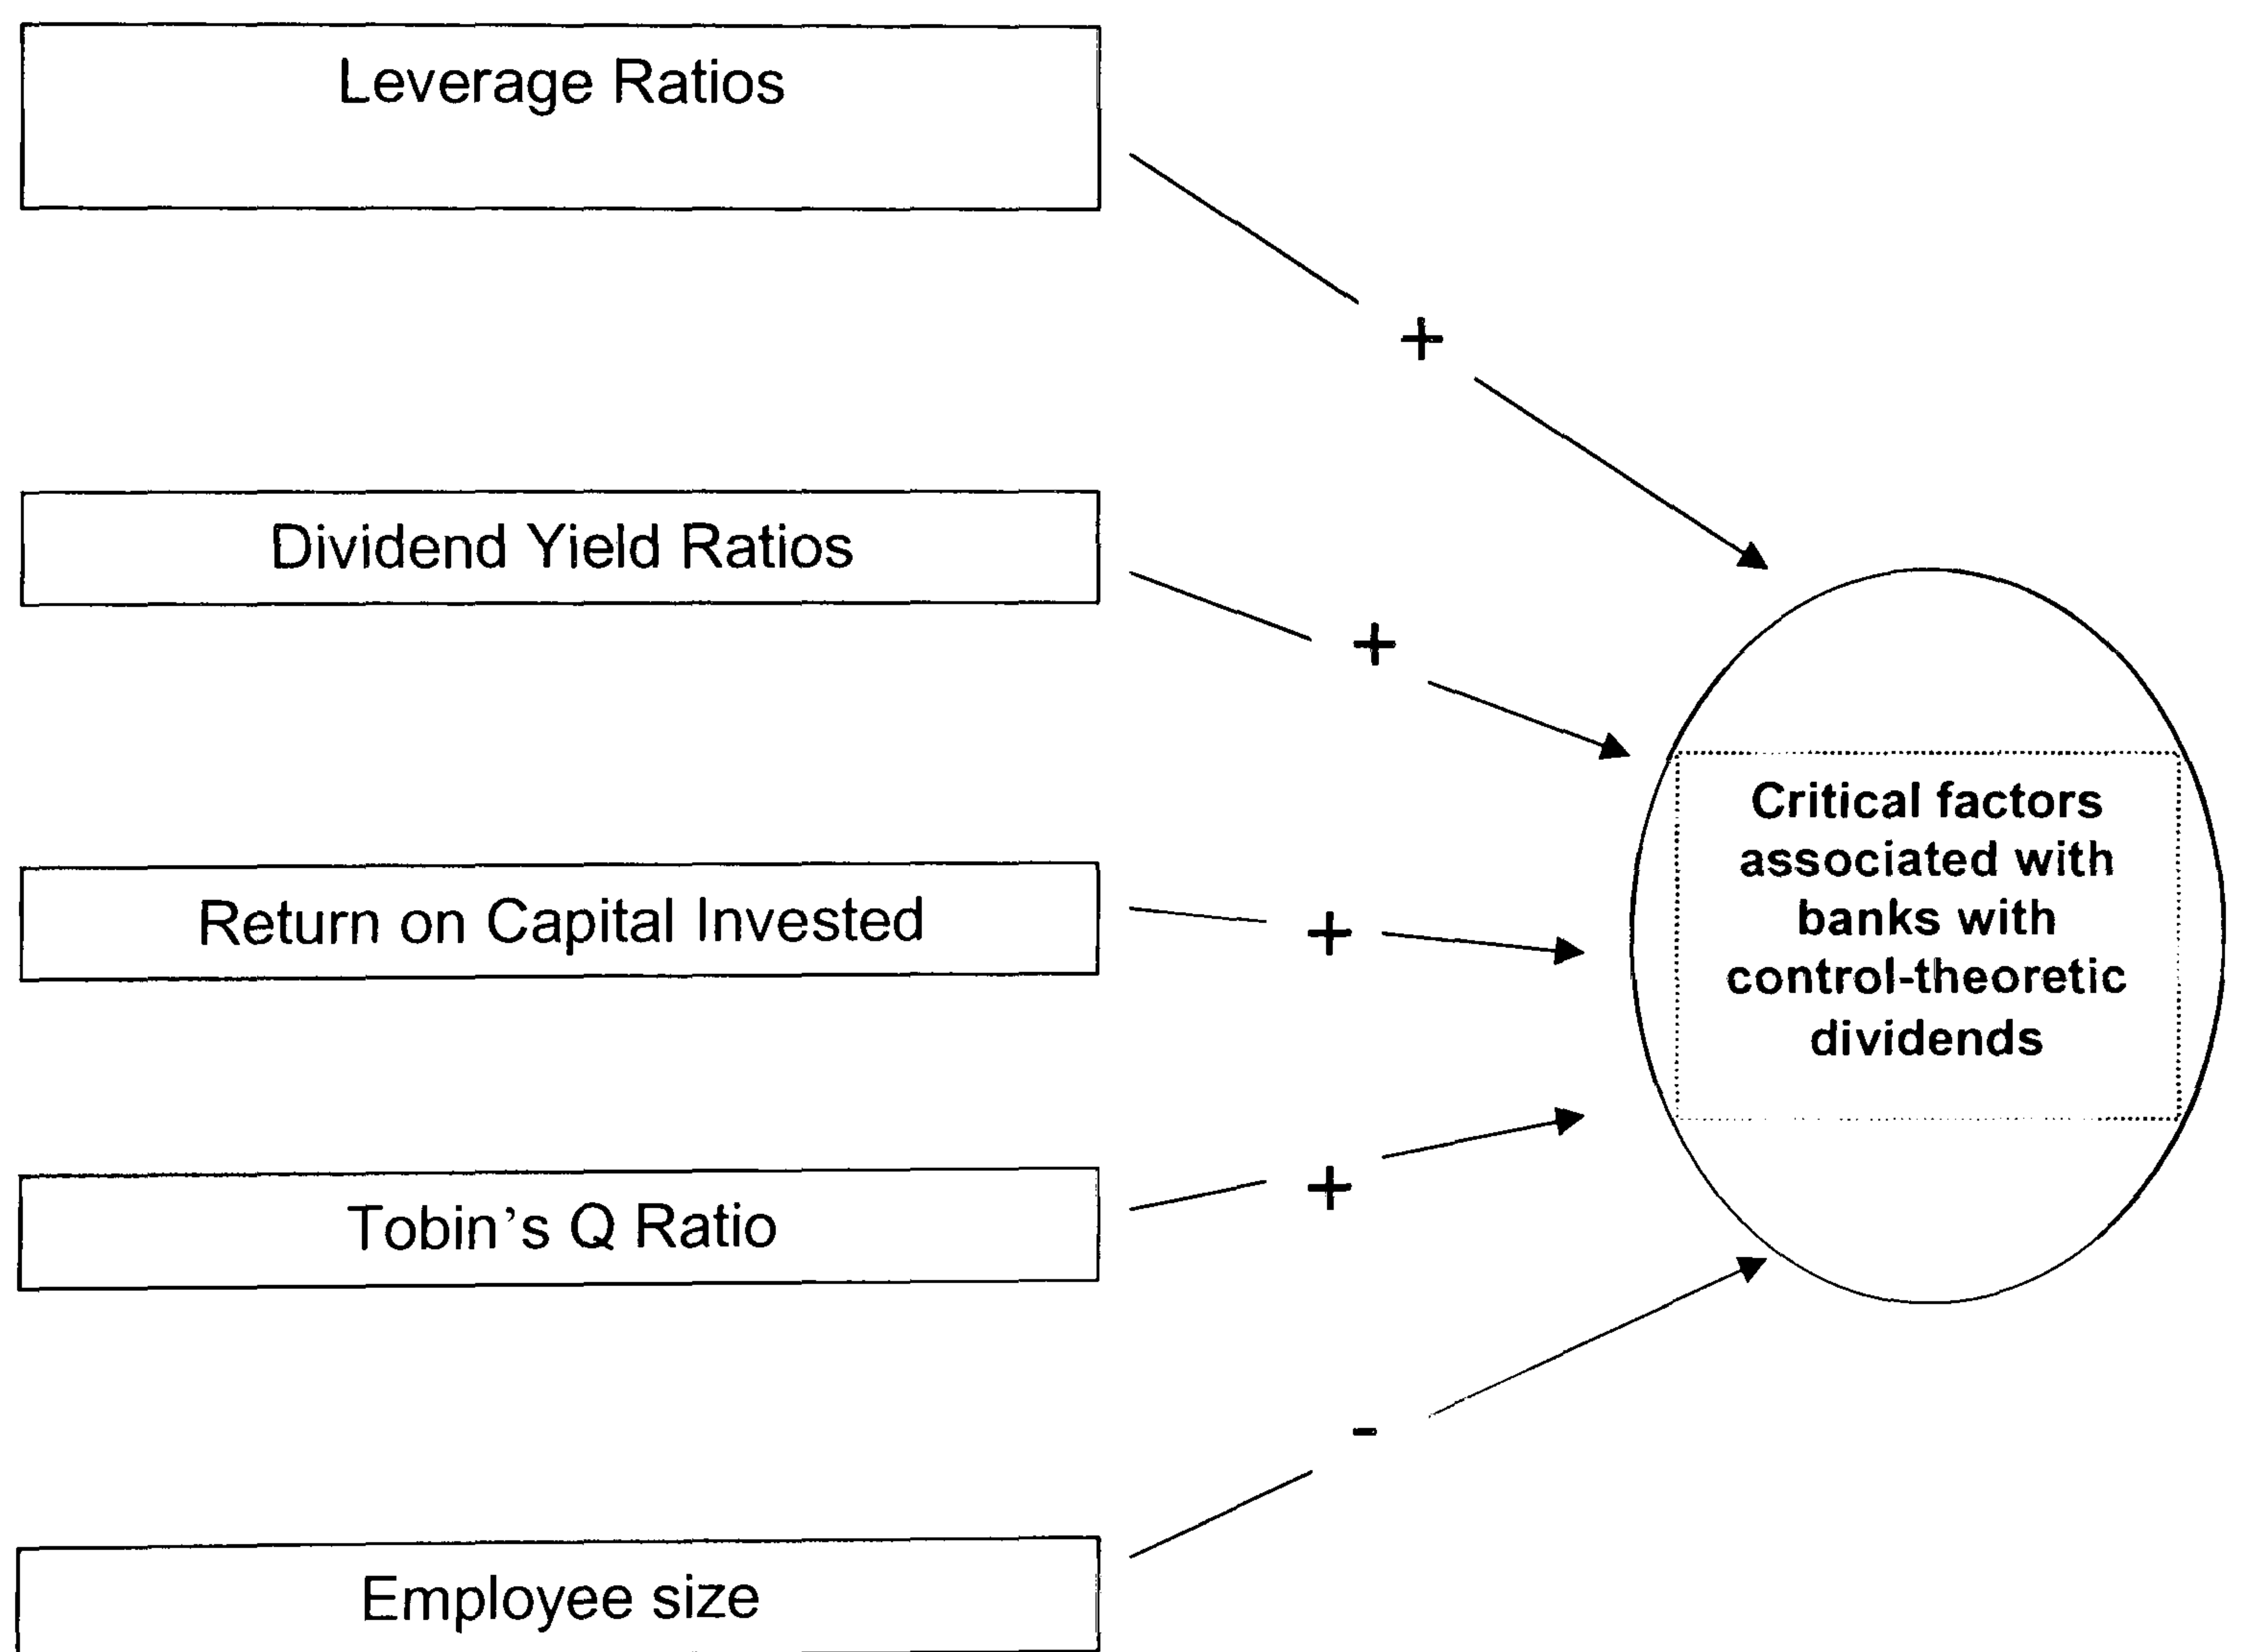 Leverage Ratios
+
Dividend Yield Ratios
+
Return on Capital Invested
+
Tobin's Q Ratio
+
-
Employee size
Critical factors
associated with
banks with
control-theoretic
dividends